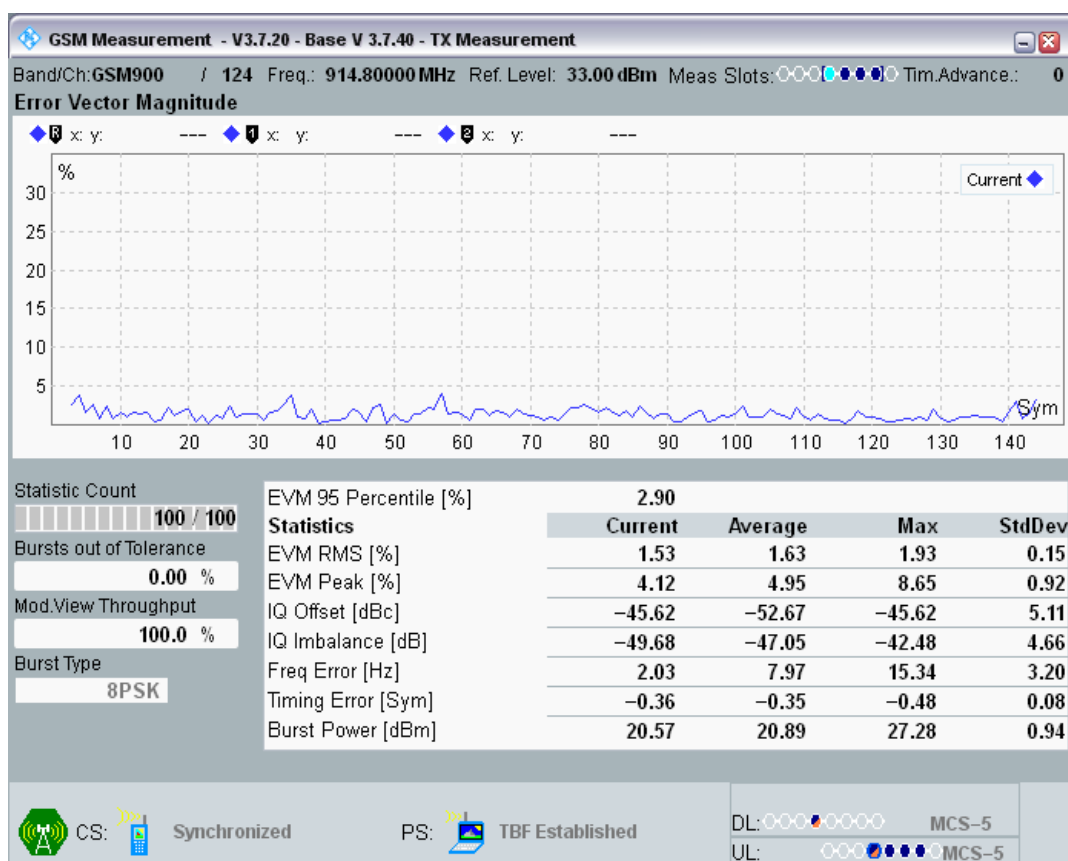 GSM Measurement - V3.7.20 - Base V 3.7.40 - TX Measurement
Band/Ch:GSM900 / 124 Freq.: 914.80000 MHz Ref. Level: 33.00 dBm Meas Slots: Tim.Advance.: 0
Error Vector Magnitude
R x: y: --- 1 x: y: --- 2 x: y: ---
%
Current
30
25
20
15
10
5
Sym
10 20 30 40 50 60 70 80 90 100 110 120 130 140
Statistic Count
100 / 100
Bursts out of Tolerance
0.00 %
Mod.View Throughput
100.0 %
Burst Type
8PSK
EVM 95 Percentile [%] 2.90
Statistics Current Average Max StdDev
EVM RMS [%] 1.53 1.63 1.93 0.15
EVM Peak [%] 4.12 4.95 8.65 0.92
IQ Offset [dBc] −45.62 −52.67 −45.62 5.11
IQ Imbalance [dB] −49.68 −47.05 −42.48 4.66
Freq Error [Hz] 2.03 7.97 15.34 3.20
Timing Error [Sym] −0.36 −0.35 −0.48 0.08
Burst Power [dBm] 20.57 20.89 27.28 0.94
CS: Synchronized PS: TBF Established
DL: MCS−5
UL: MCS−5